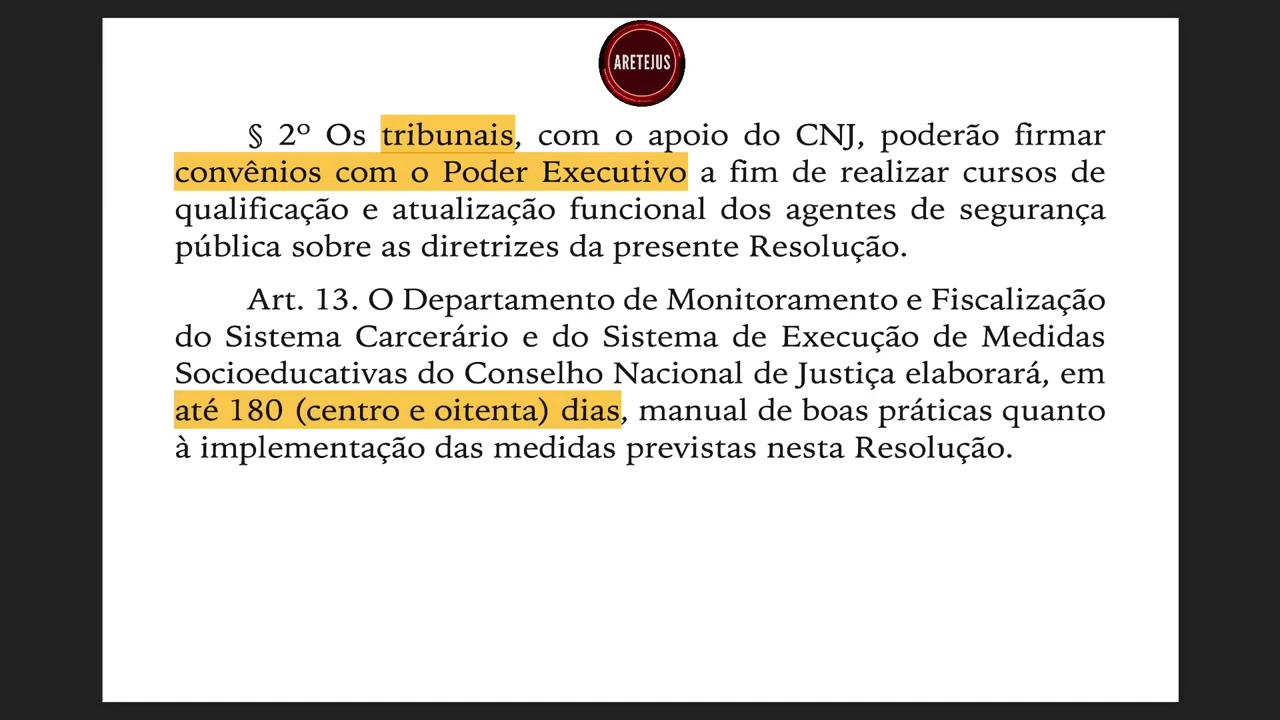 ARETEJUS
§ 2º Os tribunais, com o apoio do CNJ, poderão firmar
convênios com o Poder Executivo a fim de realizar cursos de
qualificação e atualização funcional dos agentes de segurança
pública sobre as diretrizes da presente Resolução.
Art. 13. O Departamento de Monitoramento e Fiscalização
do Sistema Carcerário e do Sistema de Execução de Medidas
Socioeducativas do Conselho Nacional de Justiça elaborará, em
até 180 (centro e oitenta) dias, manual de boas práticas quanto
à implementação das medidas previstas nesta Resolução.